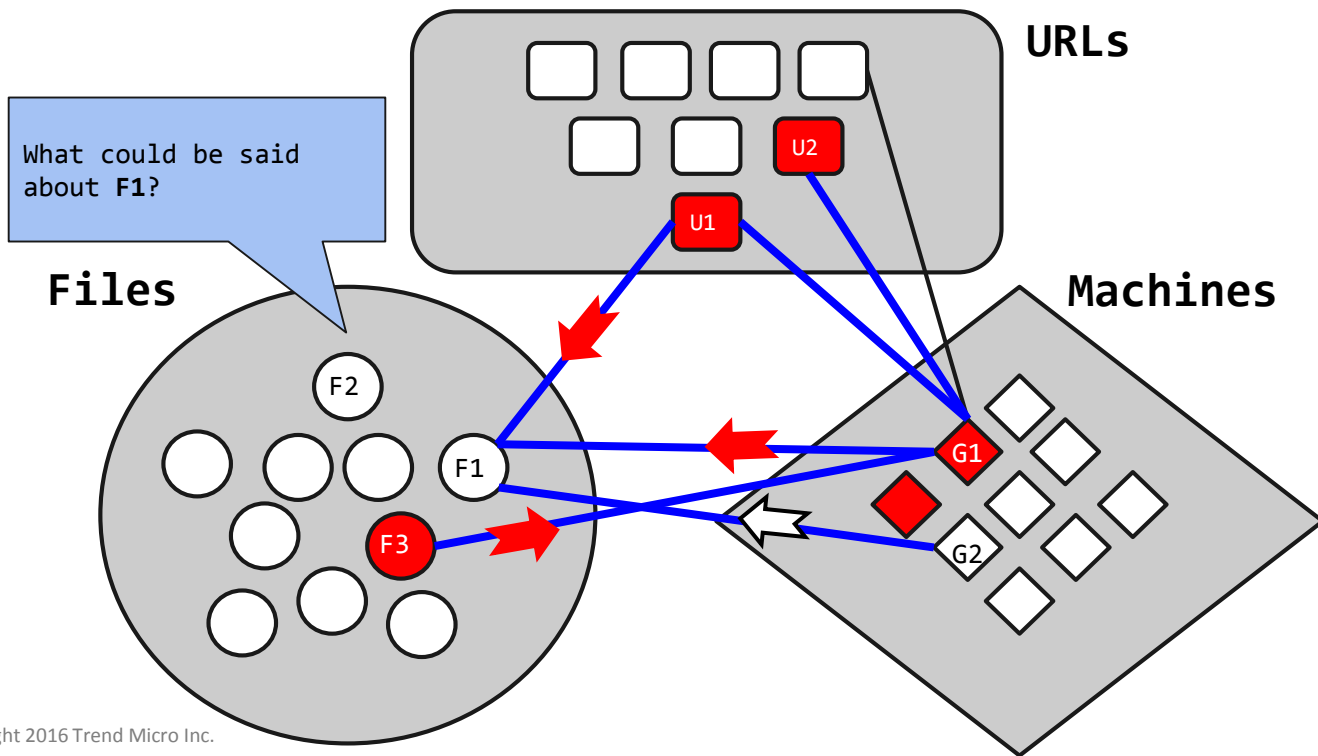 URLs
What could be said
about F1?
U2
U1
Files
Machines
F2
F1
G1
F3
G2
ght 2016 Trend Micro Inc.